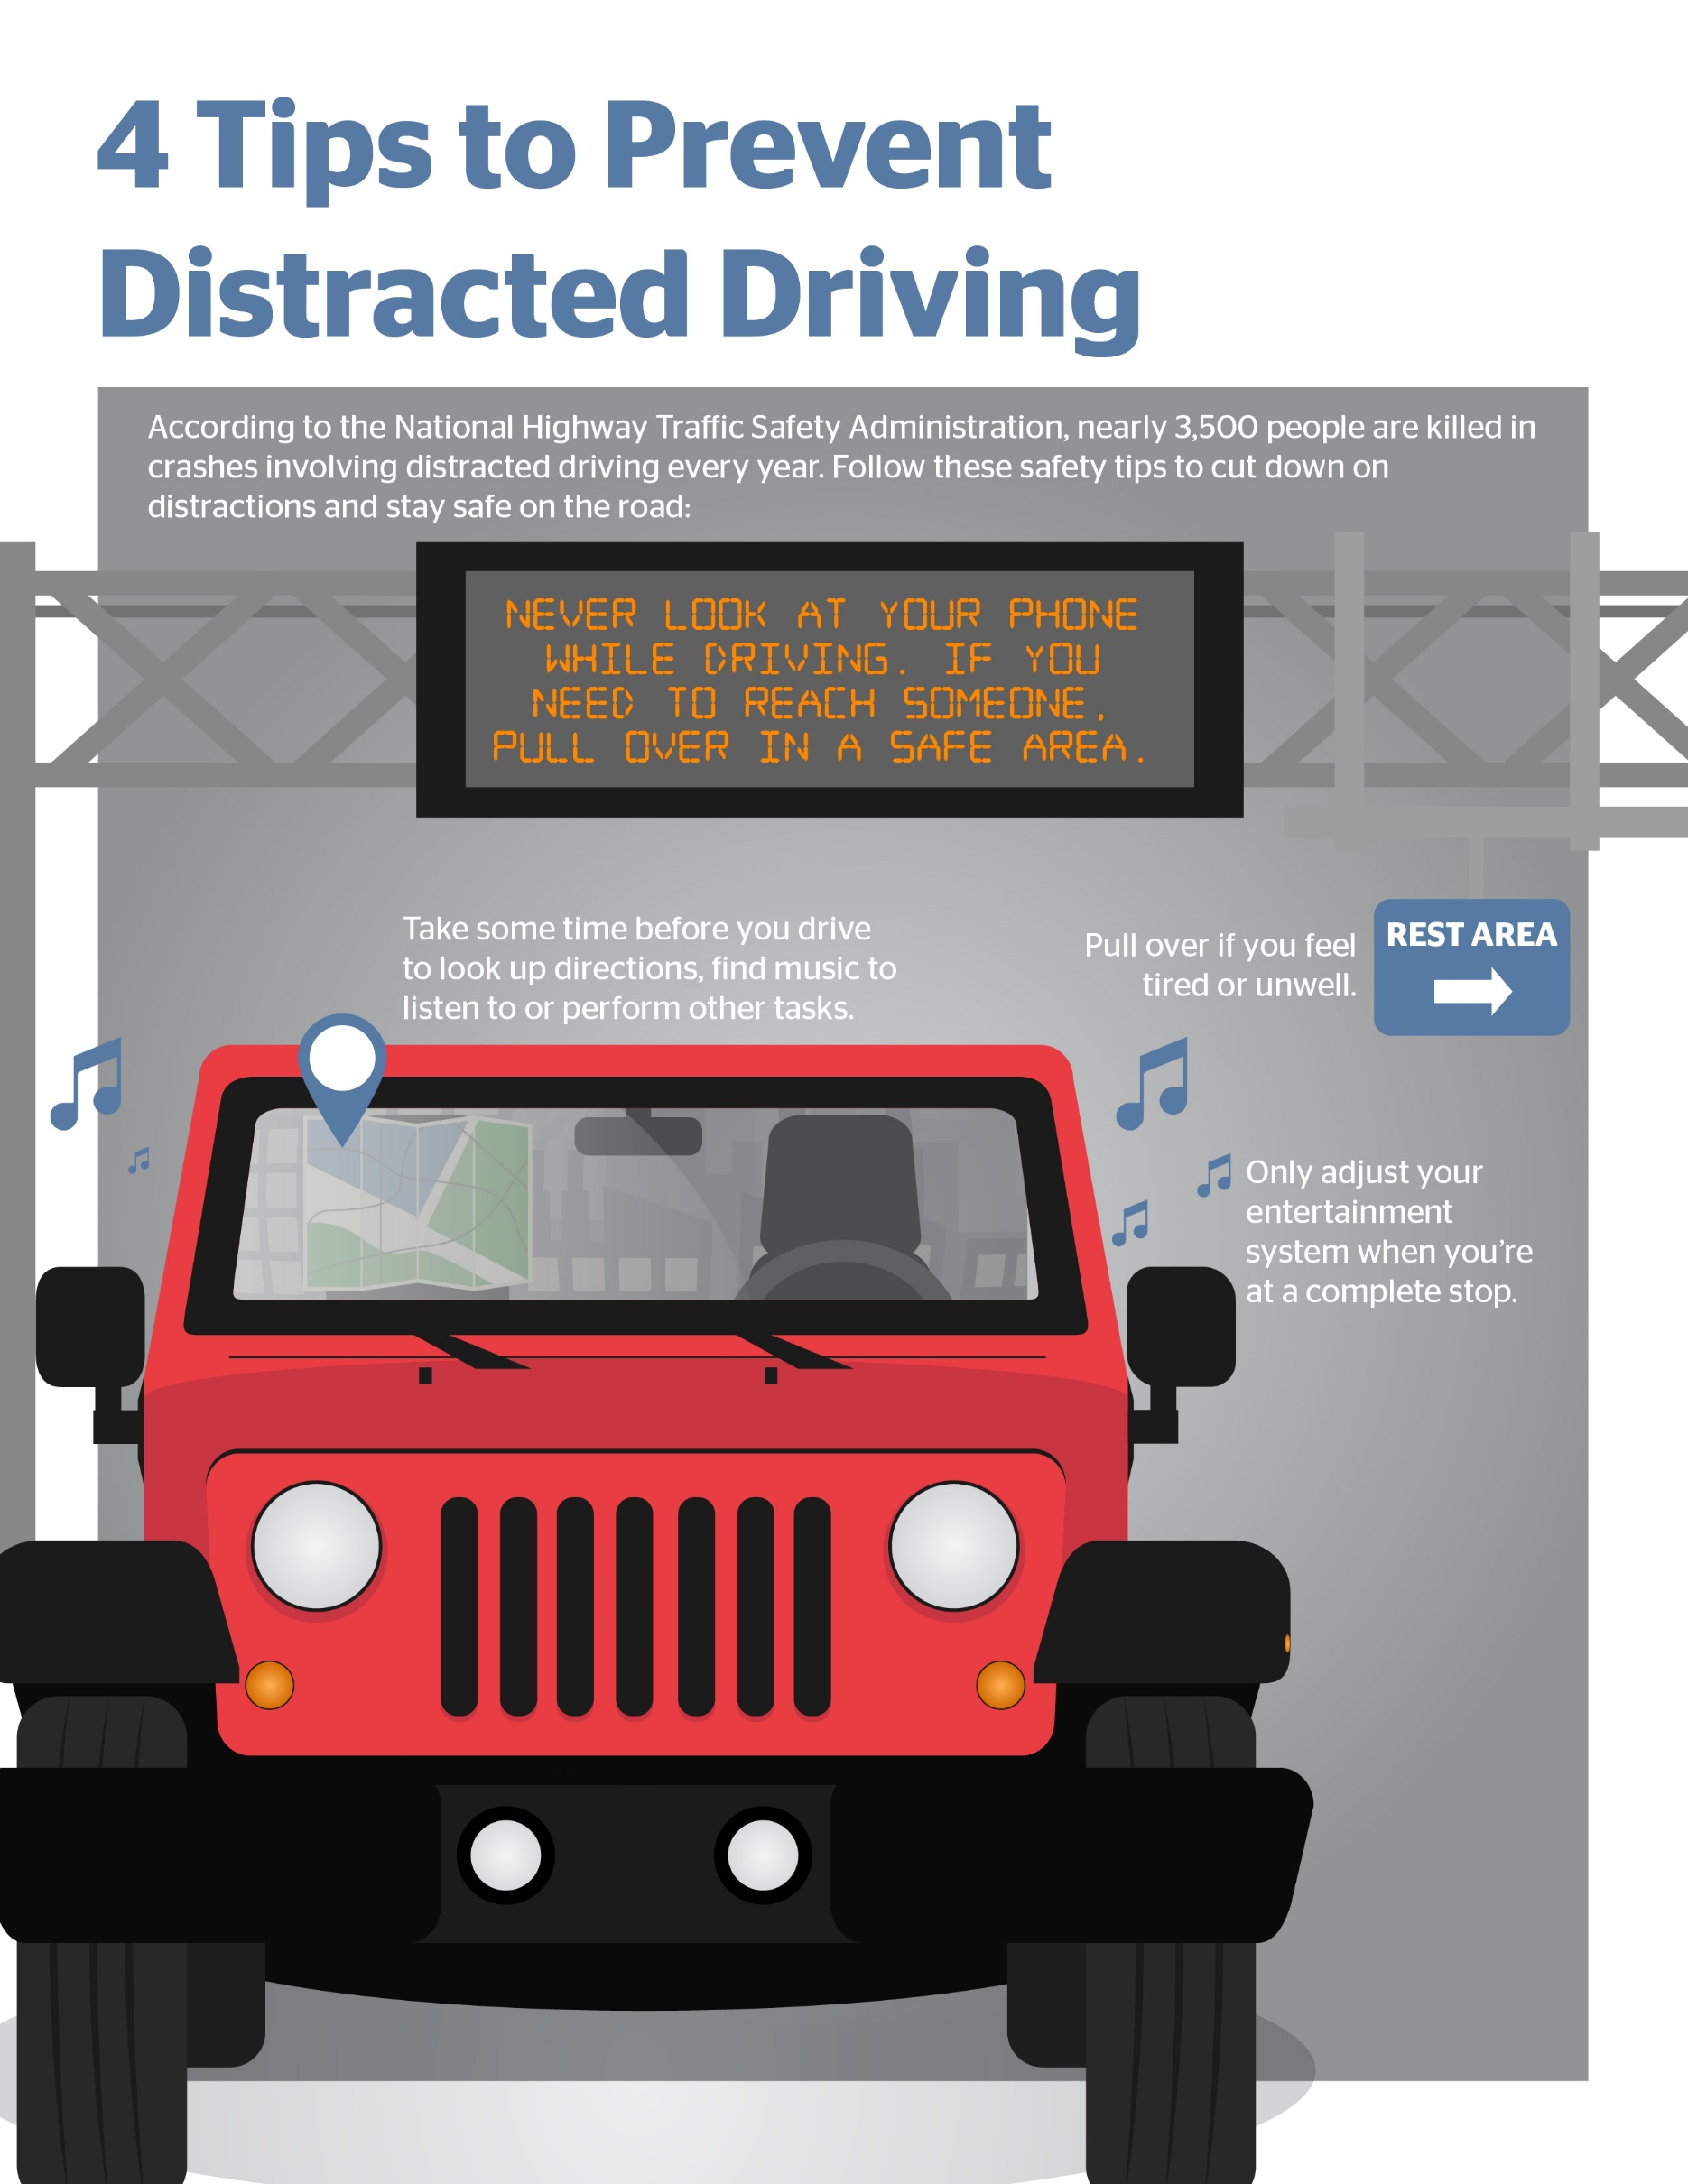 4 Tips to Prevent
Distracted Driving
According to the National Highway Traffic Safety Administration, nearly 3,500 people are killed in
crashes involving distracted driving every year. Follow these safety tips to cut down on
distractions and stay safe on the road:
NEVER LOOK AT YOUR PHONE
WHILE DRIVING. IF YOU
NEED TO REACH SOMEONE,
PULL OVER IN A SAFE AREA.
Take some time before you drive
to look up directions, find music to
listen to or perform other tasks.
Pull over if you feel
tired or unwell.
REST AREA
Only adjust your
entertainment
system when you're
at a complete stop.